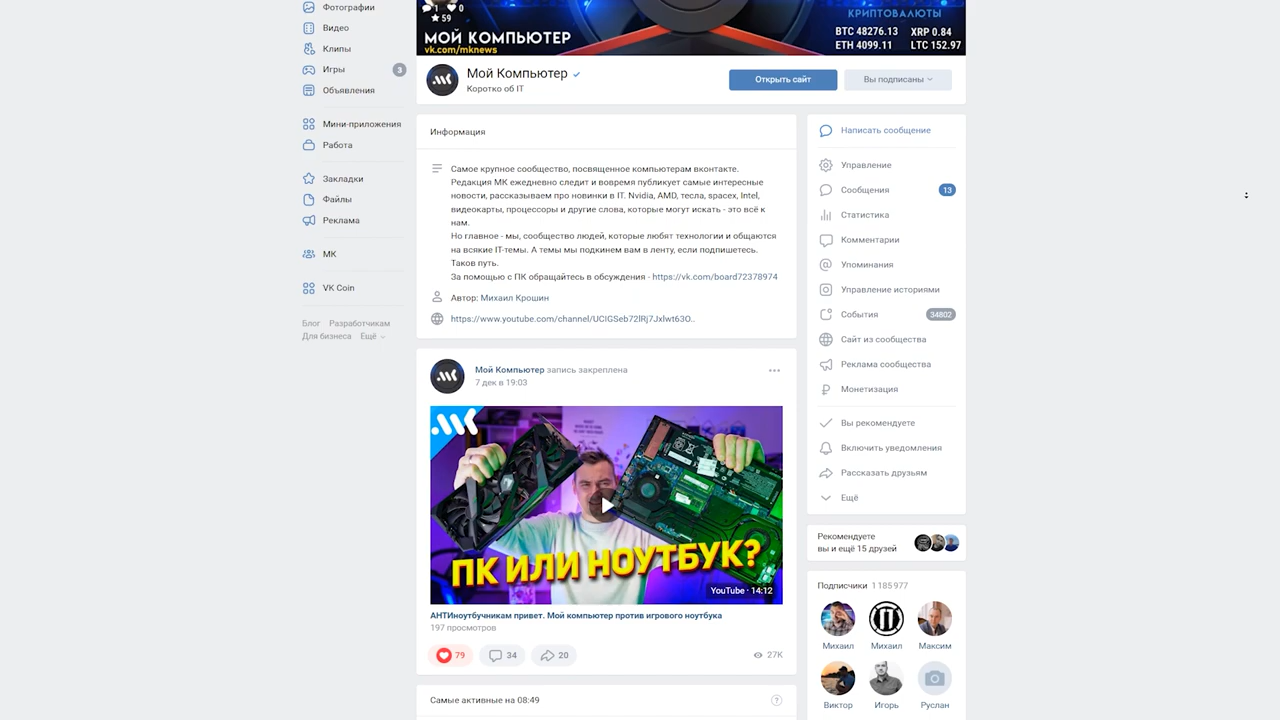 Фотографии
Видео
Клипы
Игры
3
Объявления
Мини-приложения
Работа
Закладки
Файлы
Реклама
МК
VK Coin
Блог Разработчикам
Для бизнеса Ещё
1 0
59
МОЙ КОМПЬЮТЕР
vk.com/mknews
КРИПТОВАЛЮТЫ
BTC 48276.13 XRP 0.84
ETH 4099.11 LTC 152.97
Мой Компьютер
Коротко об IT
Открыть сайт
Вы подписаны
Информация
Самое крупное сообщество, посвященное компьютерам вконтакте.
Редакция МК ежедневно следит и вовремя публикует самые интересные
новости, рассказываем про новинки в IT. Nvidia, AMD, тесла, spacex, Intel,
видеокарты, процессоры и другие слова, которые могут искать - это всё к
нам.
Но главное - мы, сообщество людей, которые любят технологии и общаются
на всякие IT-темы. А темы мы подкинем вам в ленту, если подпишетесь.
Таков путь.
За помощью с ПК обращайтесь в обсуждения - https://vk.com/board72378974
Автор: Михаил Крошин
https://www.youtube.com/channel/UCIGSeb72lRj7Jxlwt63O..
Мой Компьютер запись закреплена
7 дек в 19:03
.МК
ПК ИЛИ НОУТБУК?
YouTube · 14:12
АНТИноутбучникам привет. Мой компьютер против игрового ноутбука
197 просмотров
79
34
20
27K
Самые активные на 08:49
?
Написать сообщение
Управление
Сообщения
13
Статистика
Комментарии
Упоминания
Управление историями
События
34802
Сайт из сообщества
Реклама сообщества
Монетизация
Вы рекомендуете
Включить уведомления
Рассказать друзьям
Ещё
Рекомендуете
вы и ещё 15 друзей
Подписчики 1 185 977
Михаил
Михаил
Максим
Виктор
Игорь
Руслан